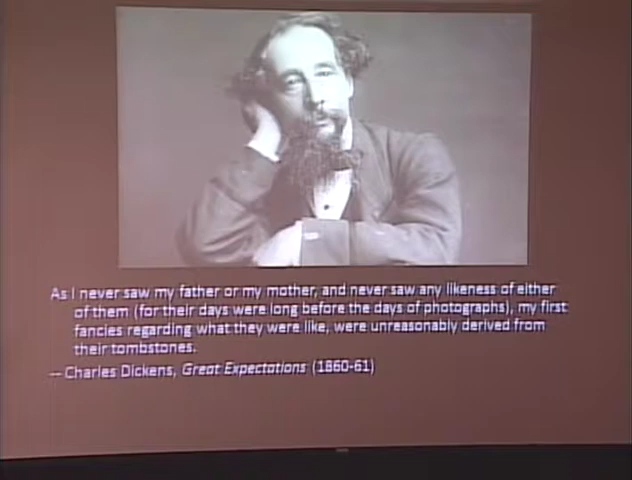 As I never saw my father or my mother, and never saw any likeness of either
of them (for their days were long before the days of photographs), my first
fancies regarding what they were like, were unreasonably derived from
their tombstones.
— Charles Dickens, Great Expectations (1860-61)